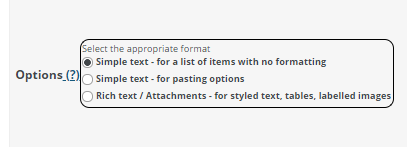 Select the appropriate format
Simple text - for a list of items with no formatting
Options (?)
Simple text - for pasting options
Rich text / Attachments - for styled text, tables, labelled images